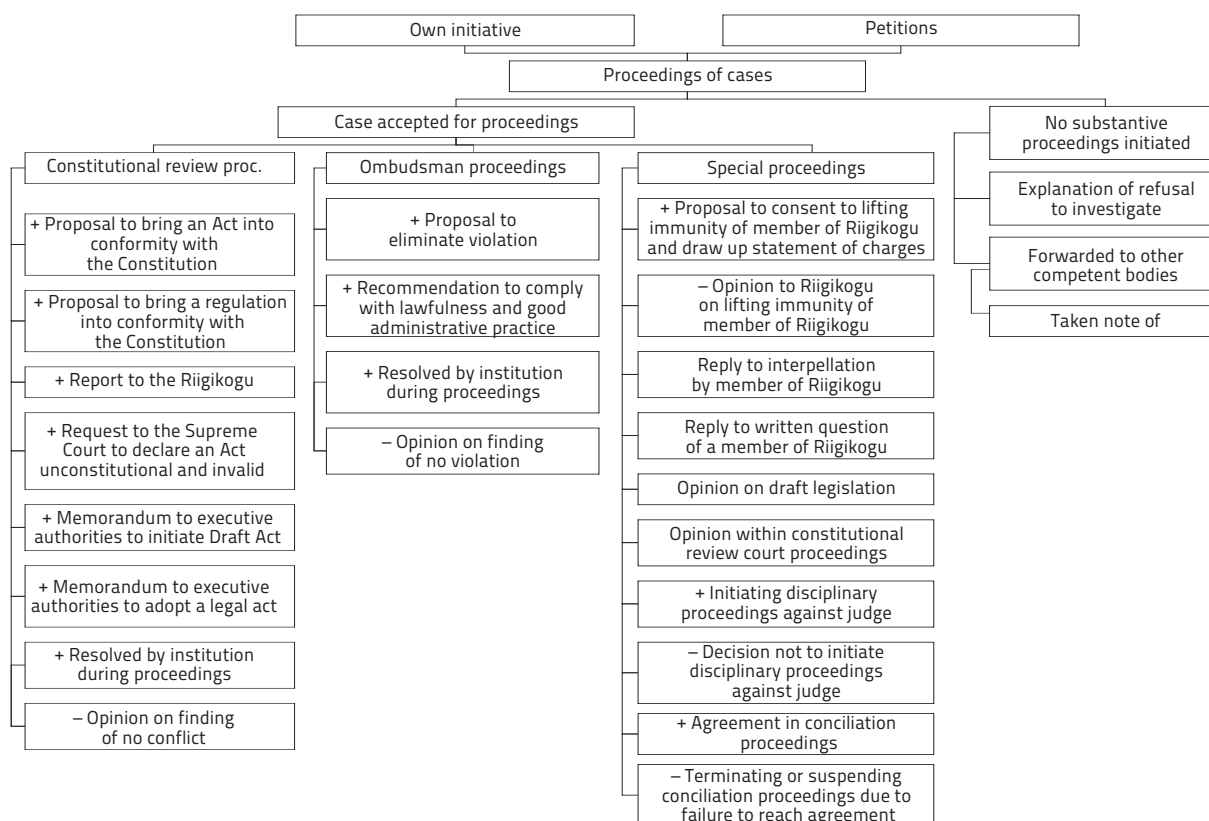 Own initiative
Petitions
Proceedings of cases
Case accepted for proceedings
Constitutional review proc.
+ Proposal to bring an Act into
conformity with
the Constitution
+ Proposal to bring a regulation
into conformity with
the Constitution
+ Report to the Riigikogu
+ Request to the Supreme
Court to declare an Act
unconstitutional and invalid
+ Memorandum to executive
authorities to initiate Draft Act
+ Memorandum to executive
authorities to adopt a legal act
+ Resolved by institution
during proceedings
– Opinion on finding
of no conflict
Ombudsman proceedings
+ Proposal to
eliminate violation
+ Recommendation to comply
with lawfulness and good
administrative practice
+ Resolved by institution
during proceedings
– Opinion on finding
of no violation
Special proceedings
+ Proposal to consent to lifting
immunity of member of Riigikogu
and draw up statement of charges
– Opinion to Riigikogu
on lifting immunity of
member of Riigikogu
Reply to interpellation
by member of Riigikogu
Reply to written question
of a member of Riigikogu
Opinion on draft legislation
Opinion within constitutional
review court proceedings
+ Initiating disciplinary
proceedings against judge
– Decision not to initiate
disciplinary proceedings
against judge
+ Agreement in conciliation
proceedings
– Terminating or suspending
conciliation proceedings due to
failure to reach agreement
No substantive
proceedings initiated
Explanation of refusal
to investigate
Forwarded to other
competent bodies
Taken note of